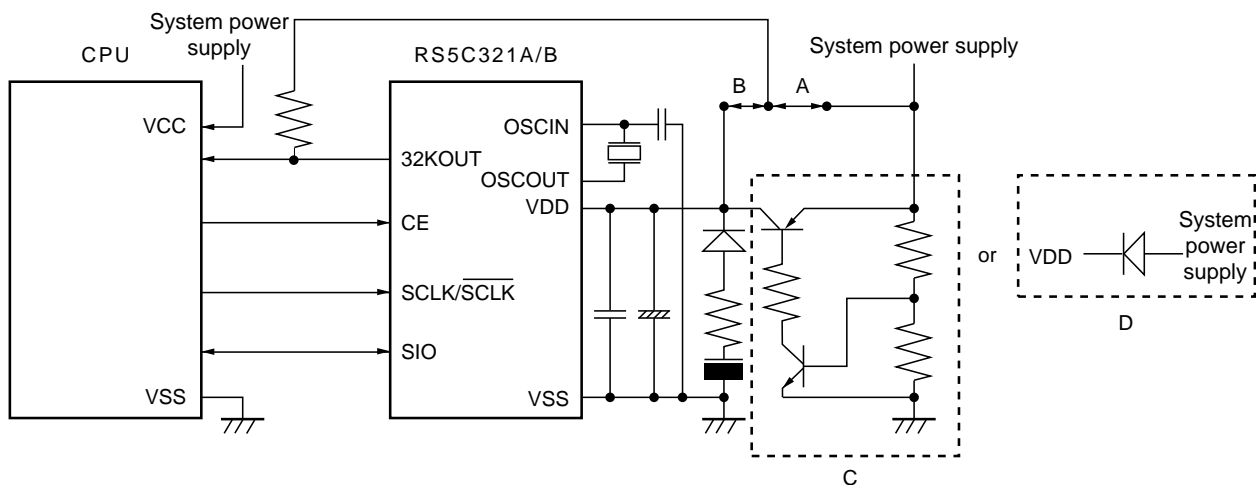 System power
supply
System power supply
CPU
RS5C321A/B
B
A
VCC
OSCIN
32KOUT
OSCOUT
VDD
CE
SCLK/SCLK
SIO
VSS
VSS
or
VDD
System
power
supply
D
C